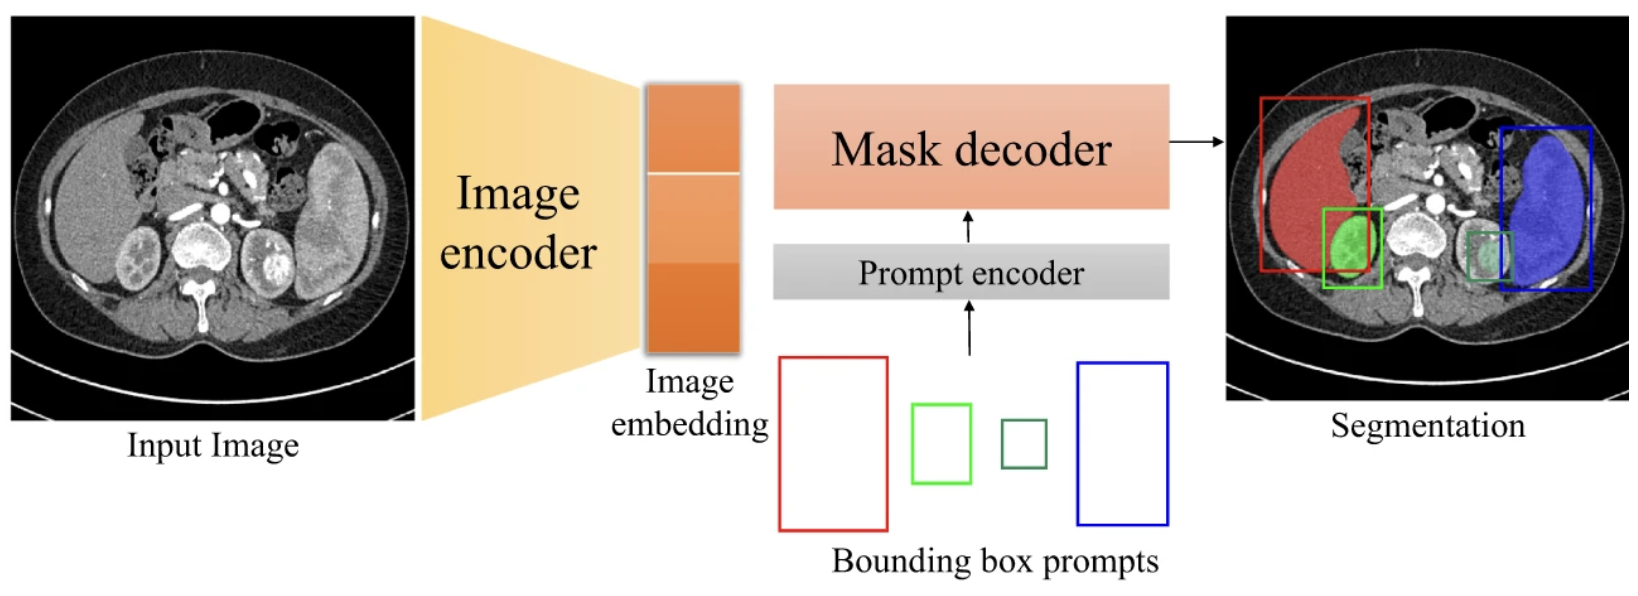 Input Image
Image
encoder
Image
embedding
Mask decoder
Prompt encoder
Bounding box prompts
Segmentation